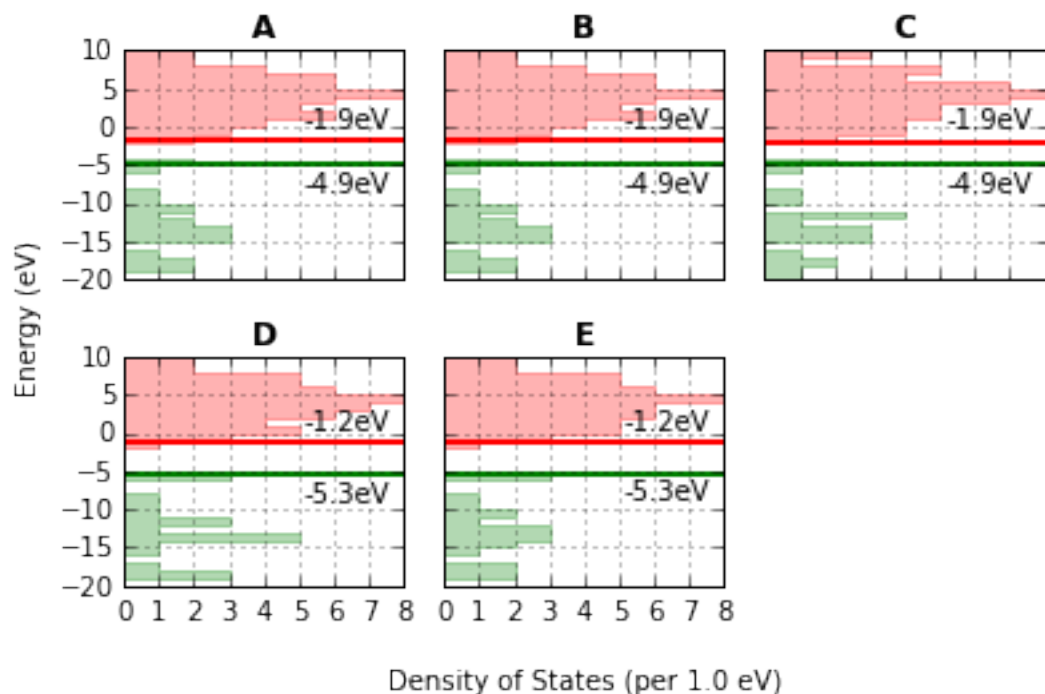 A B C
10
5
0
−5
−10
−15
−20
-1.9eV
-4.9eV
-1.9eV
-4.9eV
-1.9eV
-4.9eV
Energy (eV)
D E
10
5
0
−5
−10
−15
−20
-1.2eV
-5.3eV
-1.2eV
-5.3eV
0 1 2 3 4 5 6 7 8
0 1 2 3 4 5 6 7 8
Density of States (per 1.0 eV)